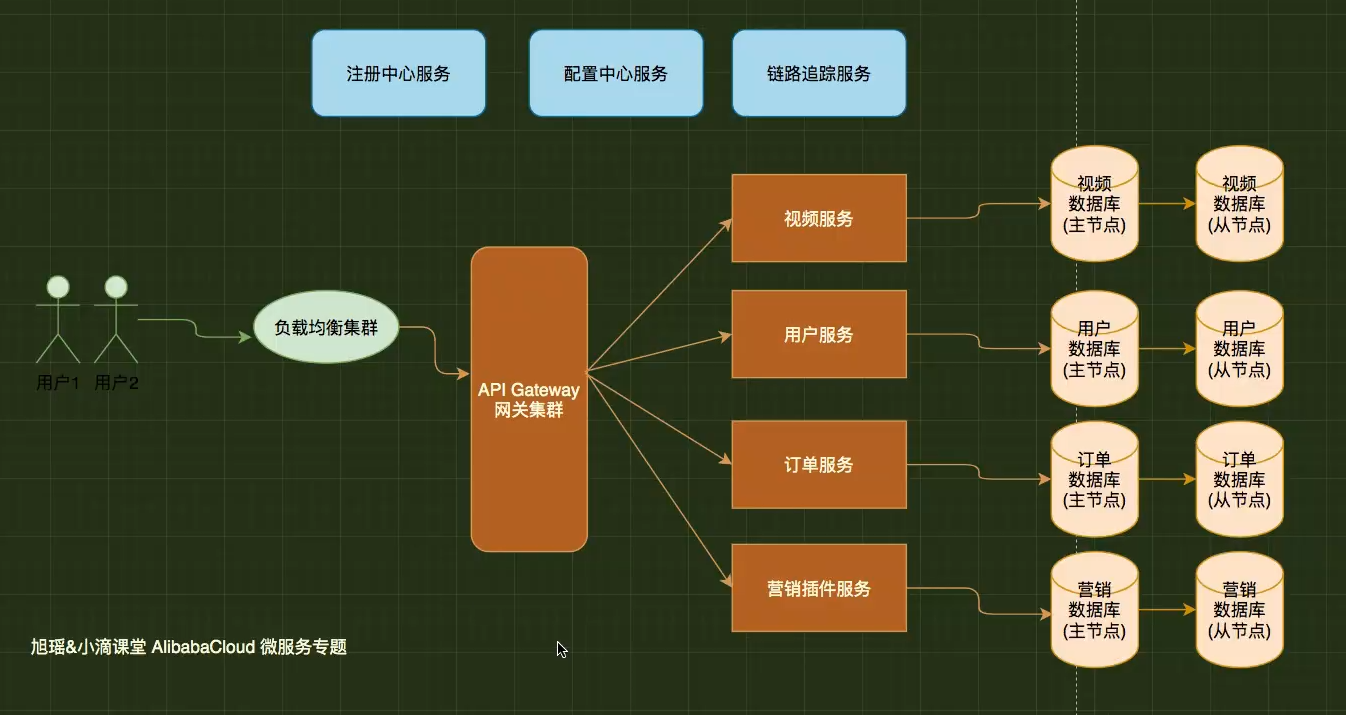 注册中心服务
配置中心服务
链路追踪服务
视频服务
视频
数据库
(主节点)
视频
数据库
(从节点)
用户1
用户2
负载均衡集群
API Gateway
网关集群
用户服务
用户
数据库
(主节点)
用户
数据库
(从节点)
订单服务
订单
数据库
(主节点)
订单
数据库
(从节点)
营销插件服务
营销
数据库
(主节点)
营销
数据库
(从节点)
旭瑶&小滴课堂 AlibabaCloud 微服务专题